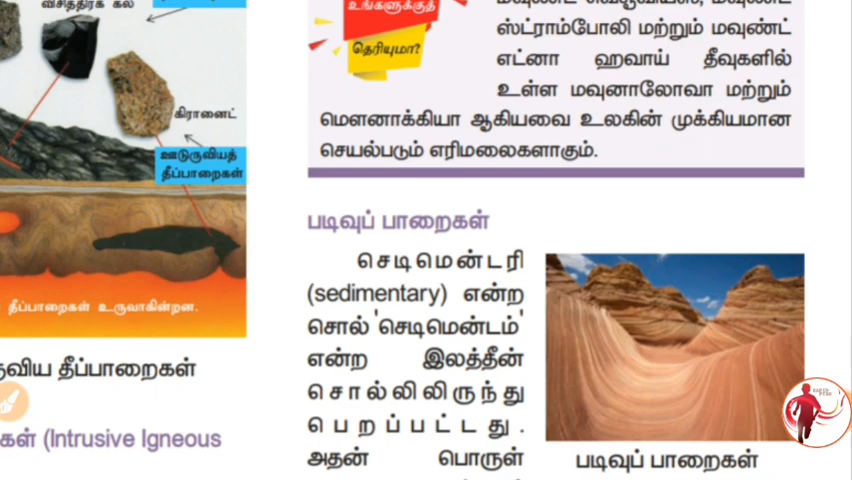 விசித்திரக் கல்
கிரானைட்
ஊடுருவியத்
தீப்பாறைகள்
தீப்பாறைகள் உருவாகின்றன.
தீப்பாறைகள்
(Intrusive Igneous
உங்களுக்குத்
தெரியுமா?
ஸ்ட்ராம்போலி மற்றும் மவுண்ட்
எட்னா ஹவாய் தீவுகளில்
உள்ள மவுனாலோவா மற்றும்
மௌனாக்கியா ஆகியவை உலகின் முக்கியமான
செயல்படும் எரிமலைகளாகும்.
படிவுப் பாறைகள்
செடிமென்டரி
(sedimentary) என்ற
சொல் 'செடிமென்டம்'
என்ற இலத்தீன்
சொல்லிலிருந்து
பெறப்பட்டது.
அதன் பொருள்
படிவுப் பாறைகள்